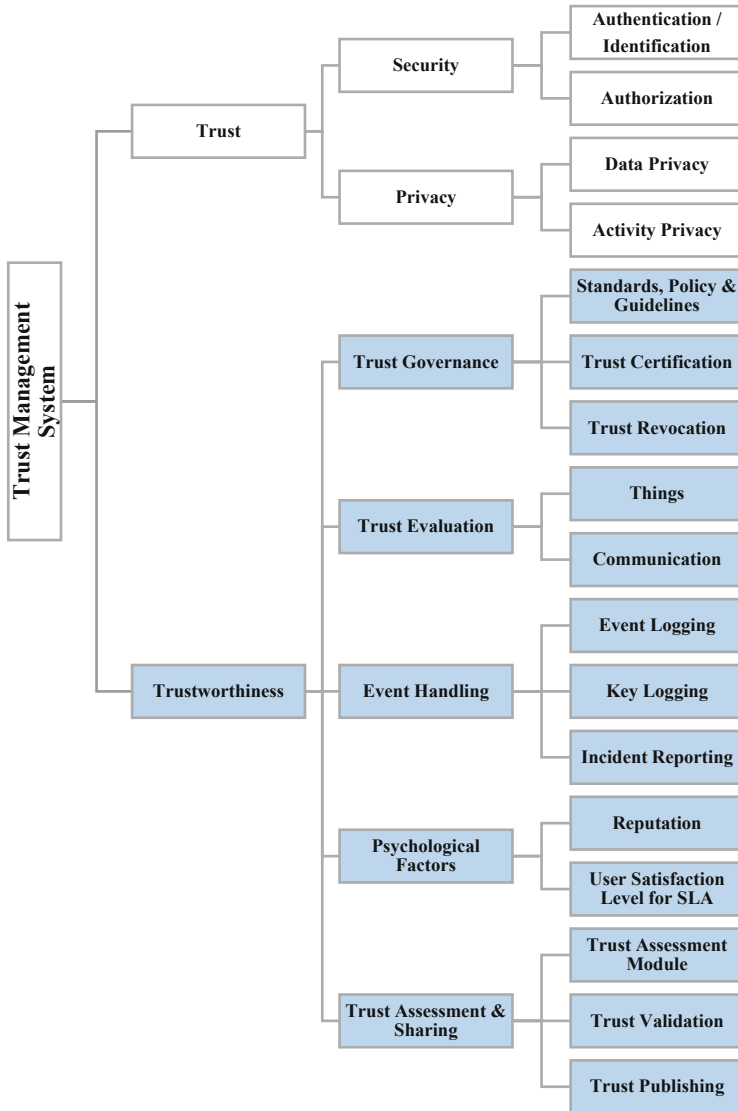 Trust Management
System
Trust
Security
Authentication /
Identification
Authorization
Privacy
Data Privacy
Activity Privacy
Trustworthiness
Trust Governance
Standards, Policy &
Guidelines
Trust Certification
Trust Revocation
Trust Evaluation
Things
Communication
Event Handling
Event Logging
Key Logging
Incident Reporting
Psychological
Factors
Reputation
User Satisfaction
Level for SLA
Trust Assessment &
Sharing
Trust Assessment
Module
Trust Validation
Trust Publishing